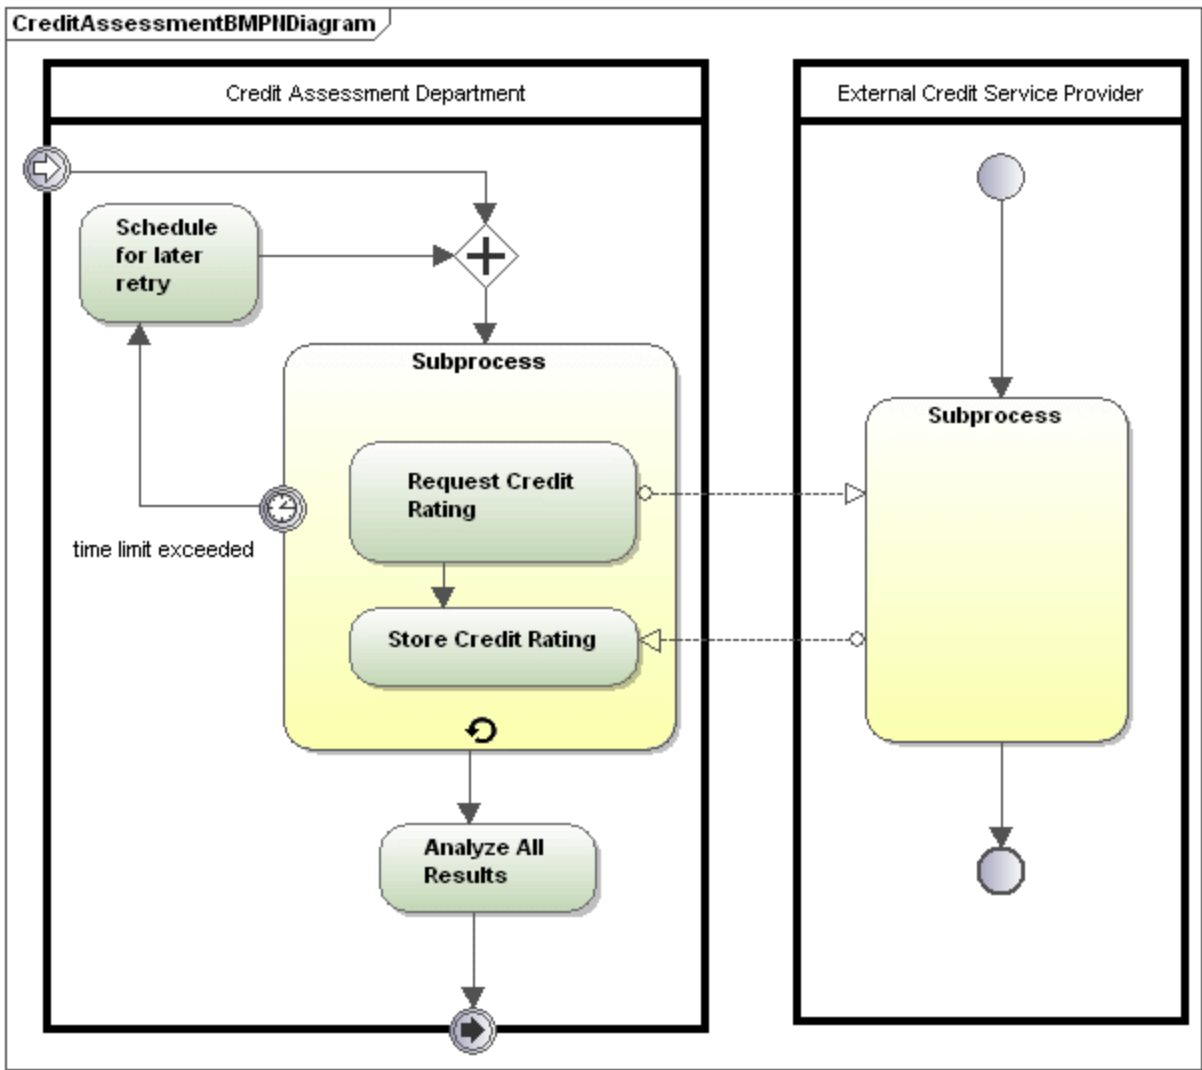 CreditAssessmentBMPNDiagram
Credit Assessment Department
External Credit Service Provider
Schedule
for later
retry
Subprocess
Subprocess
Request Credit
Rating
time limit exceeded
Store Credit Rating
Analyze All
Results